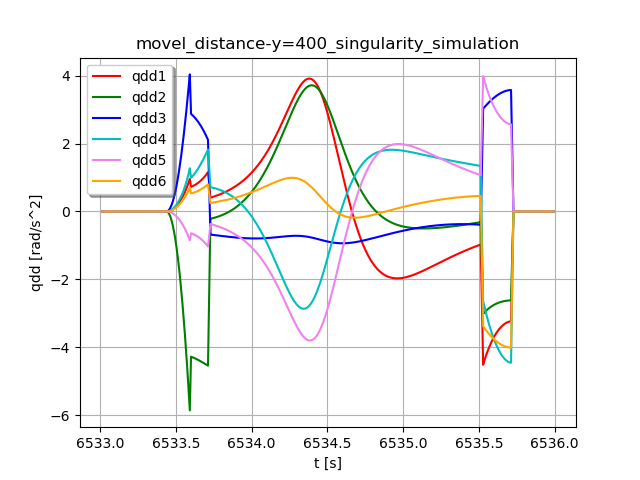 movel_distance-y=400_singularity_simulation
qdd [rad/s^2]
4
2
0
−2
−4
−6
qdd1
qdd2
qdd3
qdd4
qdd5
qdd6
6533.0 6533.5 6534.0 6534.5 6535.0 6535.5 6536.0
t [s]